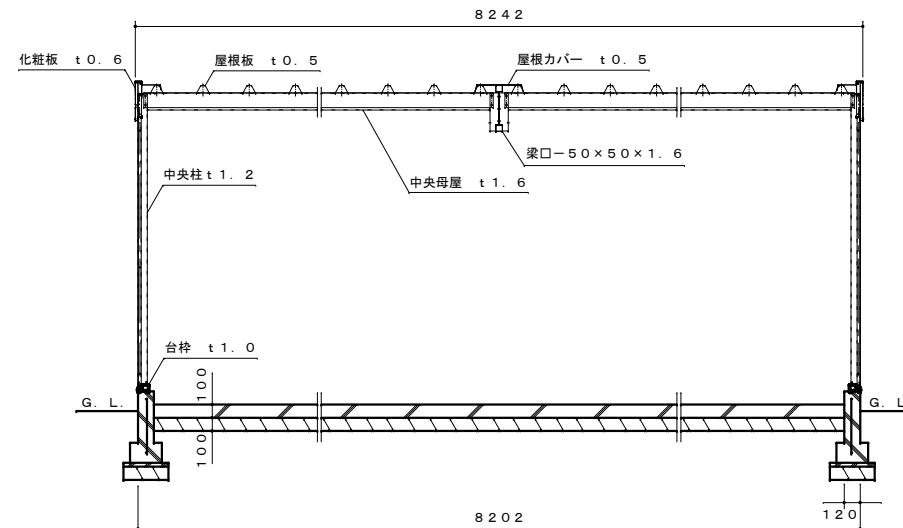 8242
化粧板 t0.6
屋根板 t0.5
屋根カバー t0.5
梁口－50×50×1.6
中央柱t1.2
中央母屋 t1.6
台枠 t1.0
100
G.L.
G.L
100
120
8202